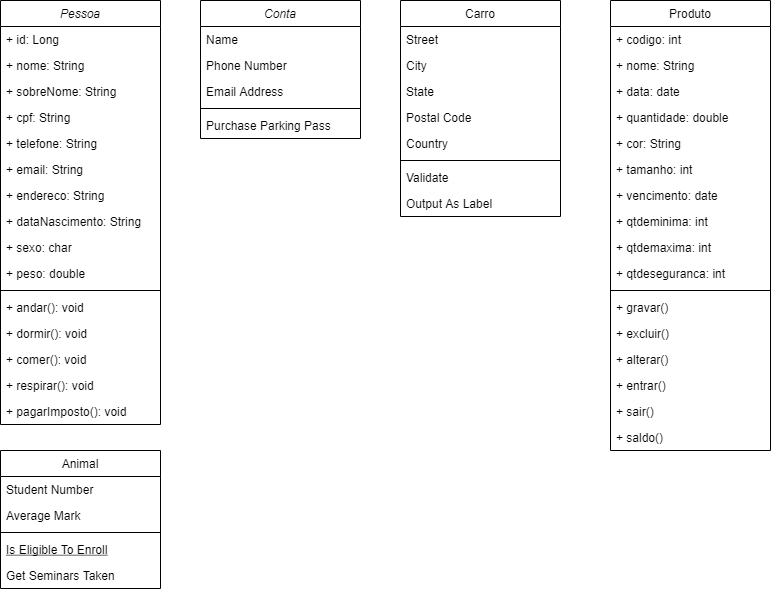 Pessoa
+ id: Long
+ nome: String
+ sobreNome: String
+ cpf: String
+ telefone: String
+ email: String
+ endereco: String
+ dataNascimento: String
+ sexo: char
+ peso: double
+ andar(): void
+ dormir(): void
+ comer(): void
+ respirar(): void
+ pagarImposto(): void
Conta
Name
Phone Number
Email Address
Purchase Parking Pass
Carro
Street
City
State
Postal Code
Country
Validate
Output As Label
Produto
+ codigo: int
+ nome: String
+ data: date
+ quantidade: double
+ cor: String
+ tamanho: int
+ vencimento: date
+ qtdeminima: int
+ qtdemaxima: int
+ qtdeseguranca: int
+ gravar()
+ excluir()
+ alterar()
+ entrar()
+ sair()
+ saldo()
Animal
Student Number
Average Mark
Is Eligible To Enroll
Get Seminars Taken